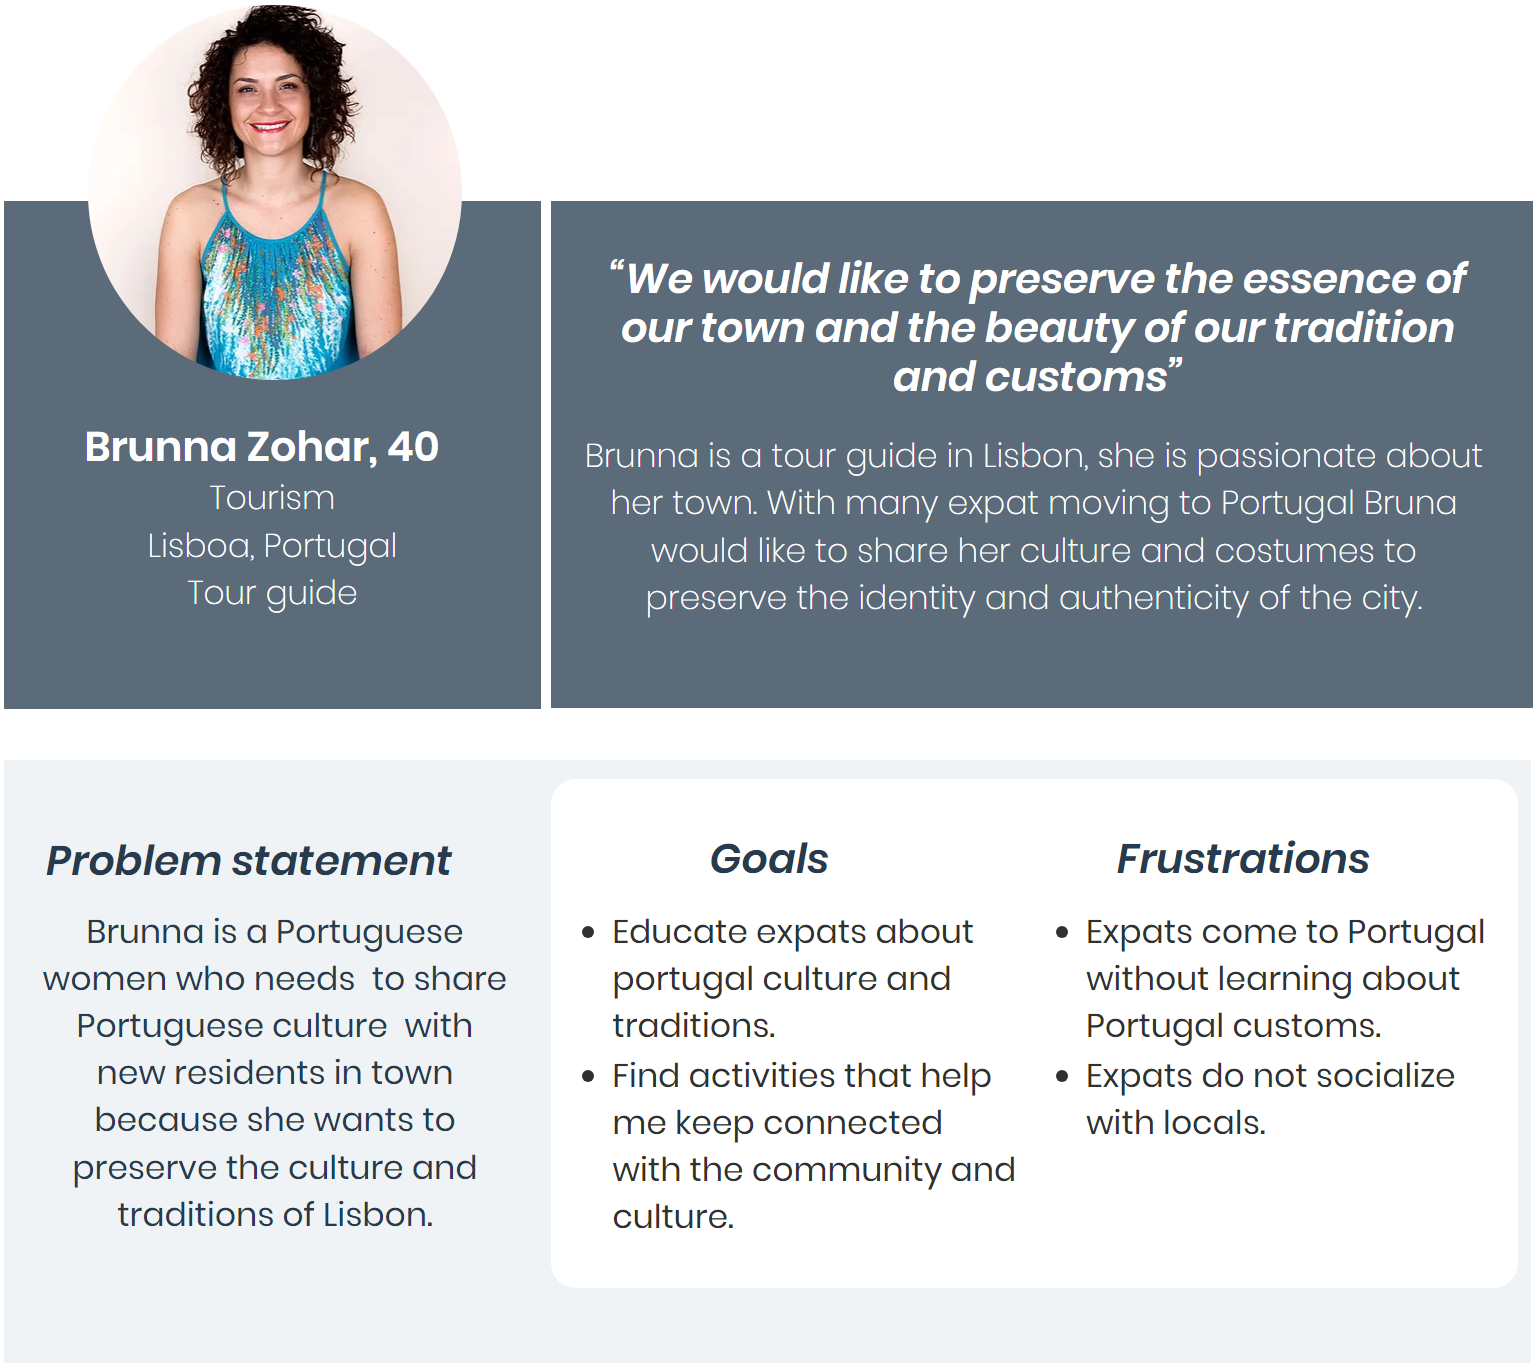 Brunna Zohar, 40
Tourism
Lisboa, Portugal
Tour guide
“We would like to preserve the essence of
our town and the beauty of our tradition
and customs”
Brunna is a tour guide in Lisbon, she is passionate about
her town. With many expat moving to Portugal Bruna
would like to share her culture and costumes to
preserve the identity and authenticity of the city.
Problem statement
Brunna is a Portuguese
women who needs  to share
Portuguese culture  with
new residents in town
because she wants to
preserve the culture and
traditions of Lisbon.
Goals
• Educate expats about
portugal culture and
traditions.
• Find activities that help
me keep connected
with the community and
culture.
Frustrations
• Expats come to Portugal
without learning about
Portugal customs.
• Expats do not socialize
with locals.